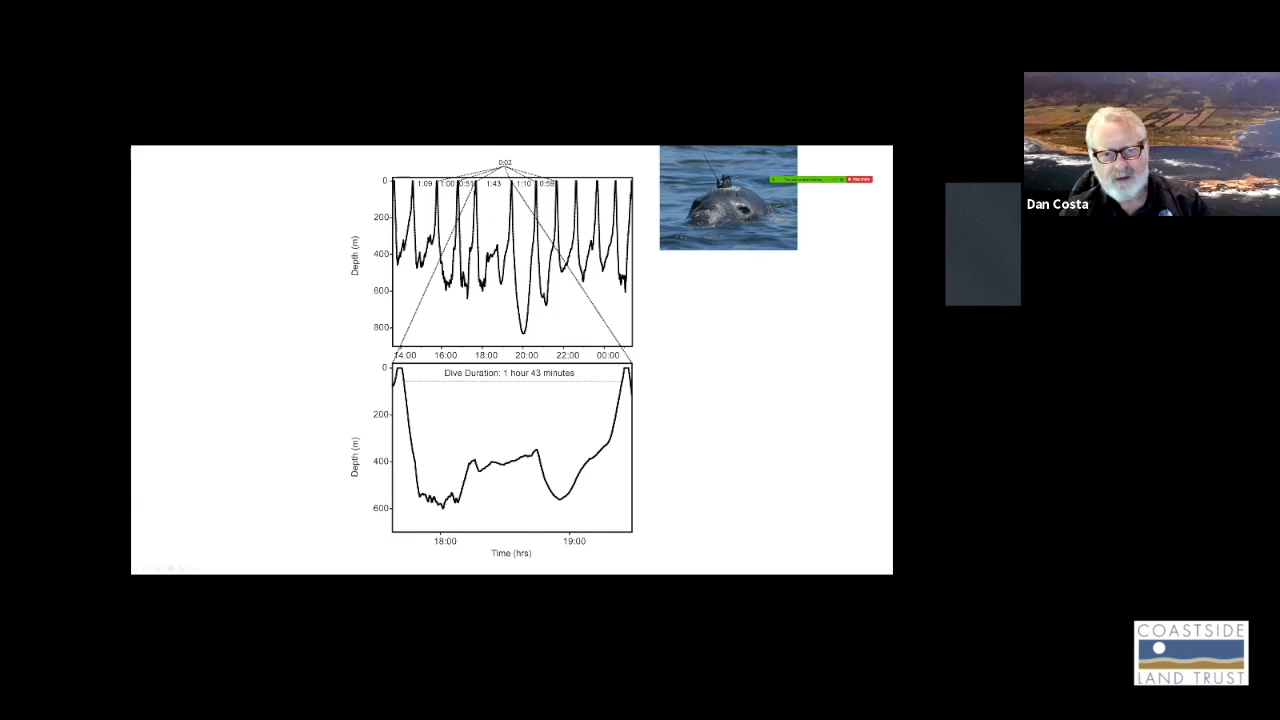 0:02
1:09 1:00 0:51 1:43 1:10 0:59
0
200
400
600
800
Depth (m)
14:00 16:00 18:00 20:00 22:00 00:00
Dive Duration: 1 hour 43 minutes
0
200
400
600
Depth (m)
18:00 19:00
Time (hrs)
Dan Costa
COASTSIDE
LAND TRUST